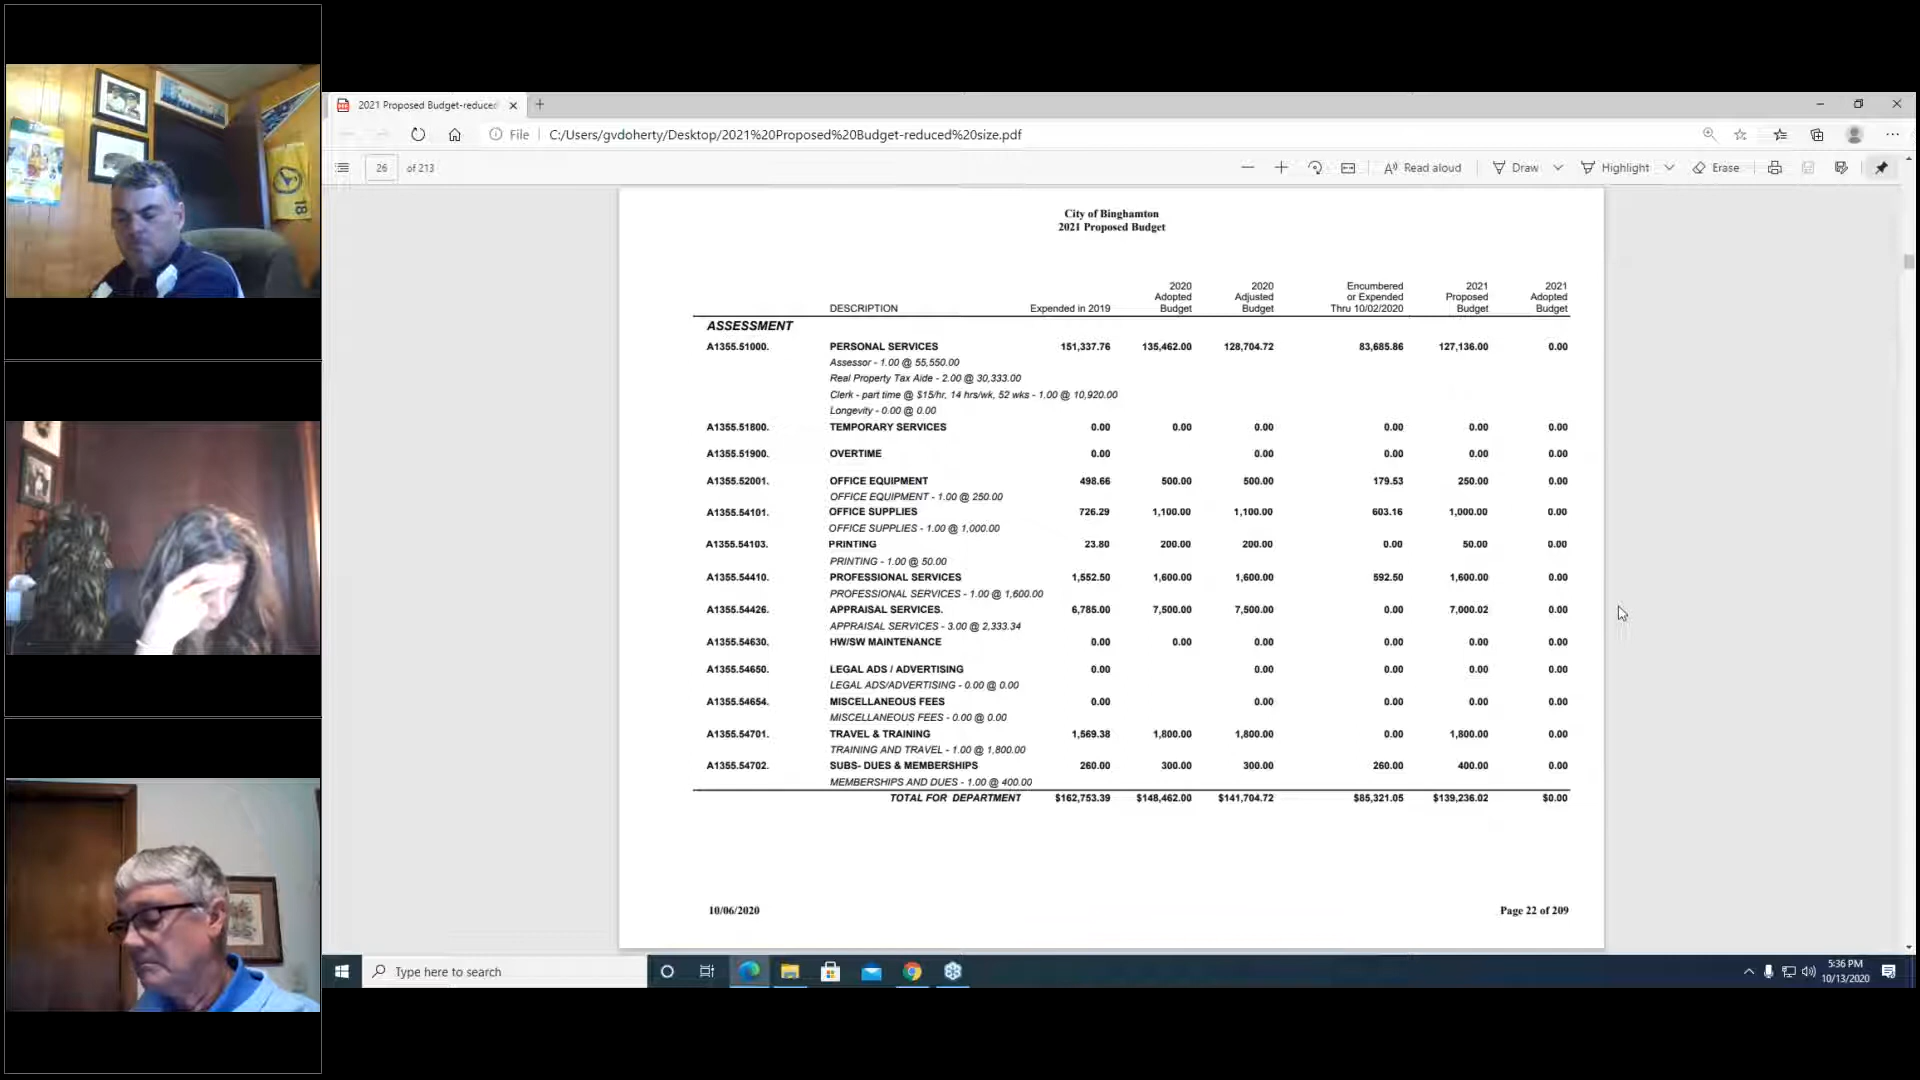 2021 Proposed Budget-reduced
File C:/Users/gvdoherty/Desktop/2021%20Proposed%20Budget-reduced%20size.pdf
26 of 213 Read aloud Draw Highlight Erase
City of Binghamton
2021 Proposed Budget
2020 2020 Encumbered 2021 2021
Adopted Adjusted or Expended Proposed Adopted
DESCRIPTION Expended in 2019 Budget Budget Thru 10/02/2020 Budget Budget
ASSESSMENT
A1355.51000. PERSONAL SERVICES 151,337.76 135,462.00 128,704.72 83,685.86 127,136.00 0.00
Assessor - 1.00 @ 55,550.00
Real Property Tax Aide - 2.00 @ 30,333.00
Clerk - part time @ $15/hr, 14 hrs/wk, 52 wks - 1.00 @ 10,920.00
Longevity - 0.00 @ 0.00
A1355.51800. TEMPORARY SERVICES 0.00 0.00 0.00 0.00 0.00 0.00
A1355.51900. OVERTIME 0.00 0.00 0.00 0.00 0.00
A1355.52001. OFFICE EQUIPMENT 498.66 500.00 500.00 179.53 250.00 0.00
OFFICE EQUIPMENT - 1.00 @ 250.00
A1355.54101. OFFICE SUPPLIES 726.29 1,100.00 1,100.00 603.16 1,000.00 0.00
OFFICE SUPPLIES - 1.00 @ 1,000.00
A1355.54103. PRINTING 23.80 200.00 200.00 0.00 50.00 0.00
PRINTING - 1.00 @ 50.00
A1355.54410. PROFESSIONAL SERVICES 1,552.50 1,600.00 1,600.00 592.50 1,600.00 0.00
PROFESSIONAL SERVICES - 1.00 @ 1,600.00
A1355.54426. APPRAISAL SERVICES. 6,785.00 7,500.00 7,500.00 0.00 7,000.02 0.00
APPRAISAL SERVICES - 3.00 @ 2,333.34
A1355.54630. HW/SW MAINTENANCE 0.00 0.00 0.00 0.00 0.00 0.00
A1355.54650. LEGAL ADS / ADVERTISING 0.00 0.00 0.00 0.00 0.00
LEGAL ADS/ADVERTISING - 0.00 @ 0.00
A1355.54654. MISCELLANEOUS FEES 0.00 0.00 0.00 0.00 0.00
MISCELLANEOUS FEES - 0.00 @ 0.00
A1355.54701. TRAVEL & TRAINING 1,569.38 1,800.00 1,800.00 0.00 1,800.00 0.00
TRAINING AND TRAVEL - 1.00 @ 1,800.00
A1355.54702. SUBS- DUES & MEMBERSHIPS 260.00 300.00 300.00 260.00 400.00 0.00
MEMBERSHIPS AND DUES - 1.00 @ 400.00
TOTAL FOR DEPARTMENT $162,753.39 $148,462.00 $141,704.72 $85,321.05 $139,236.02 $0.00
10/06/2020 Page 22 of 209
Type here to search
5:36 PM
10/13/2020
18